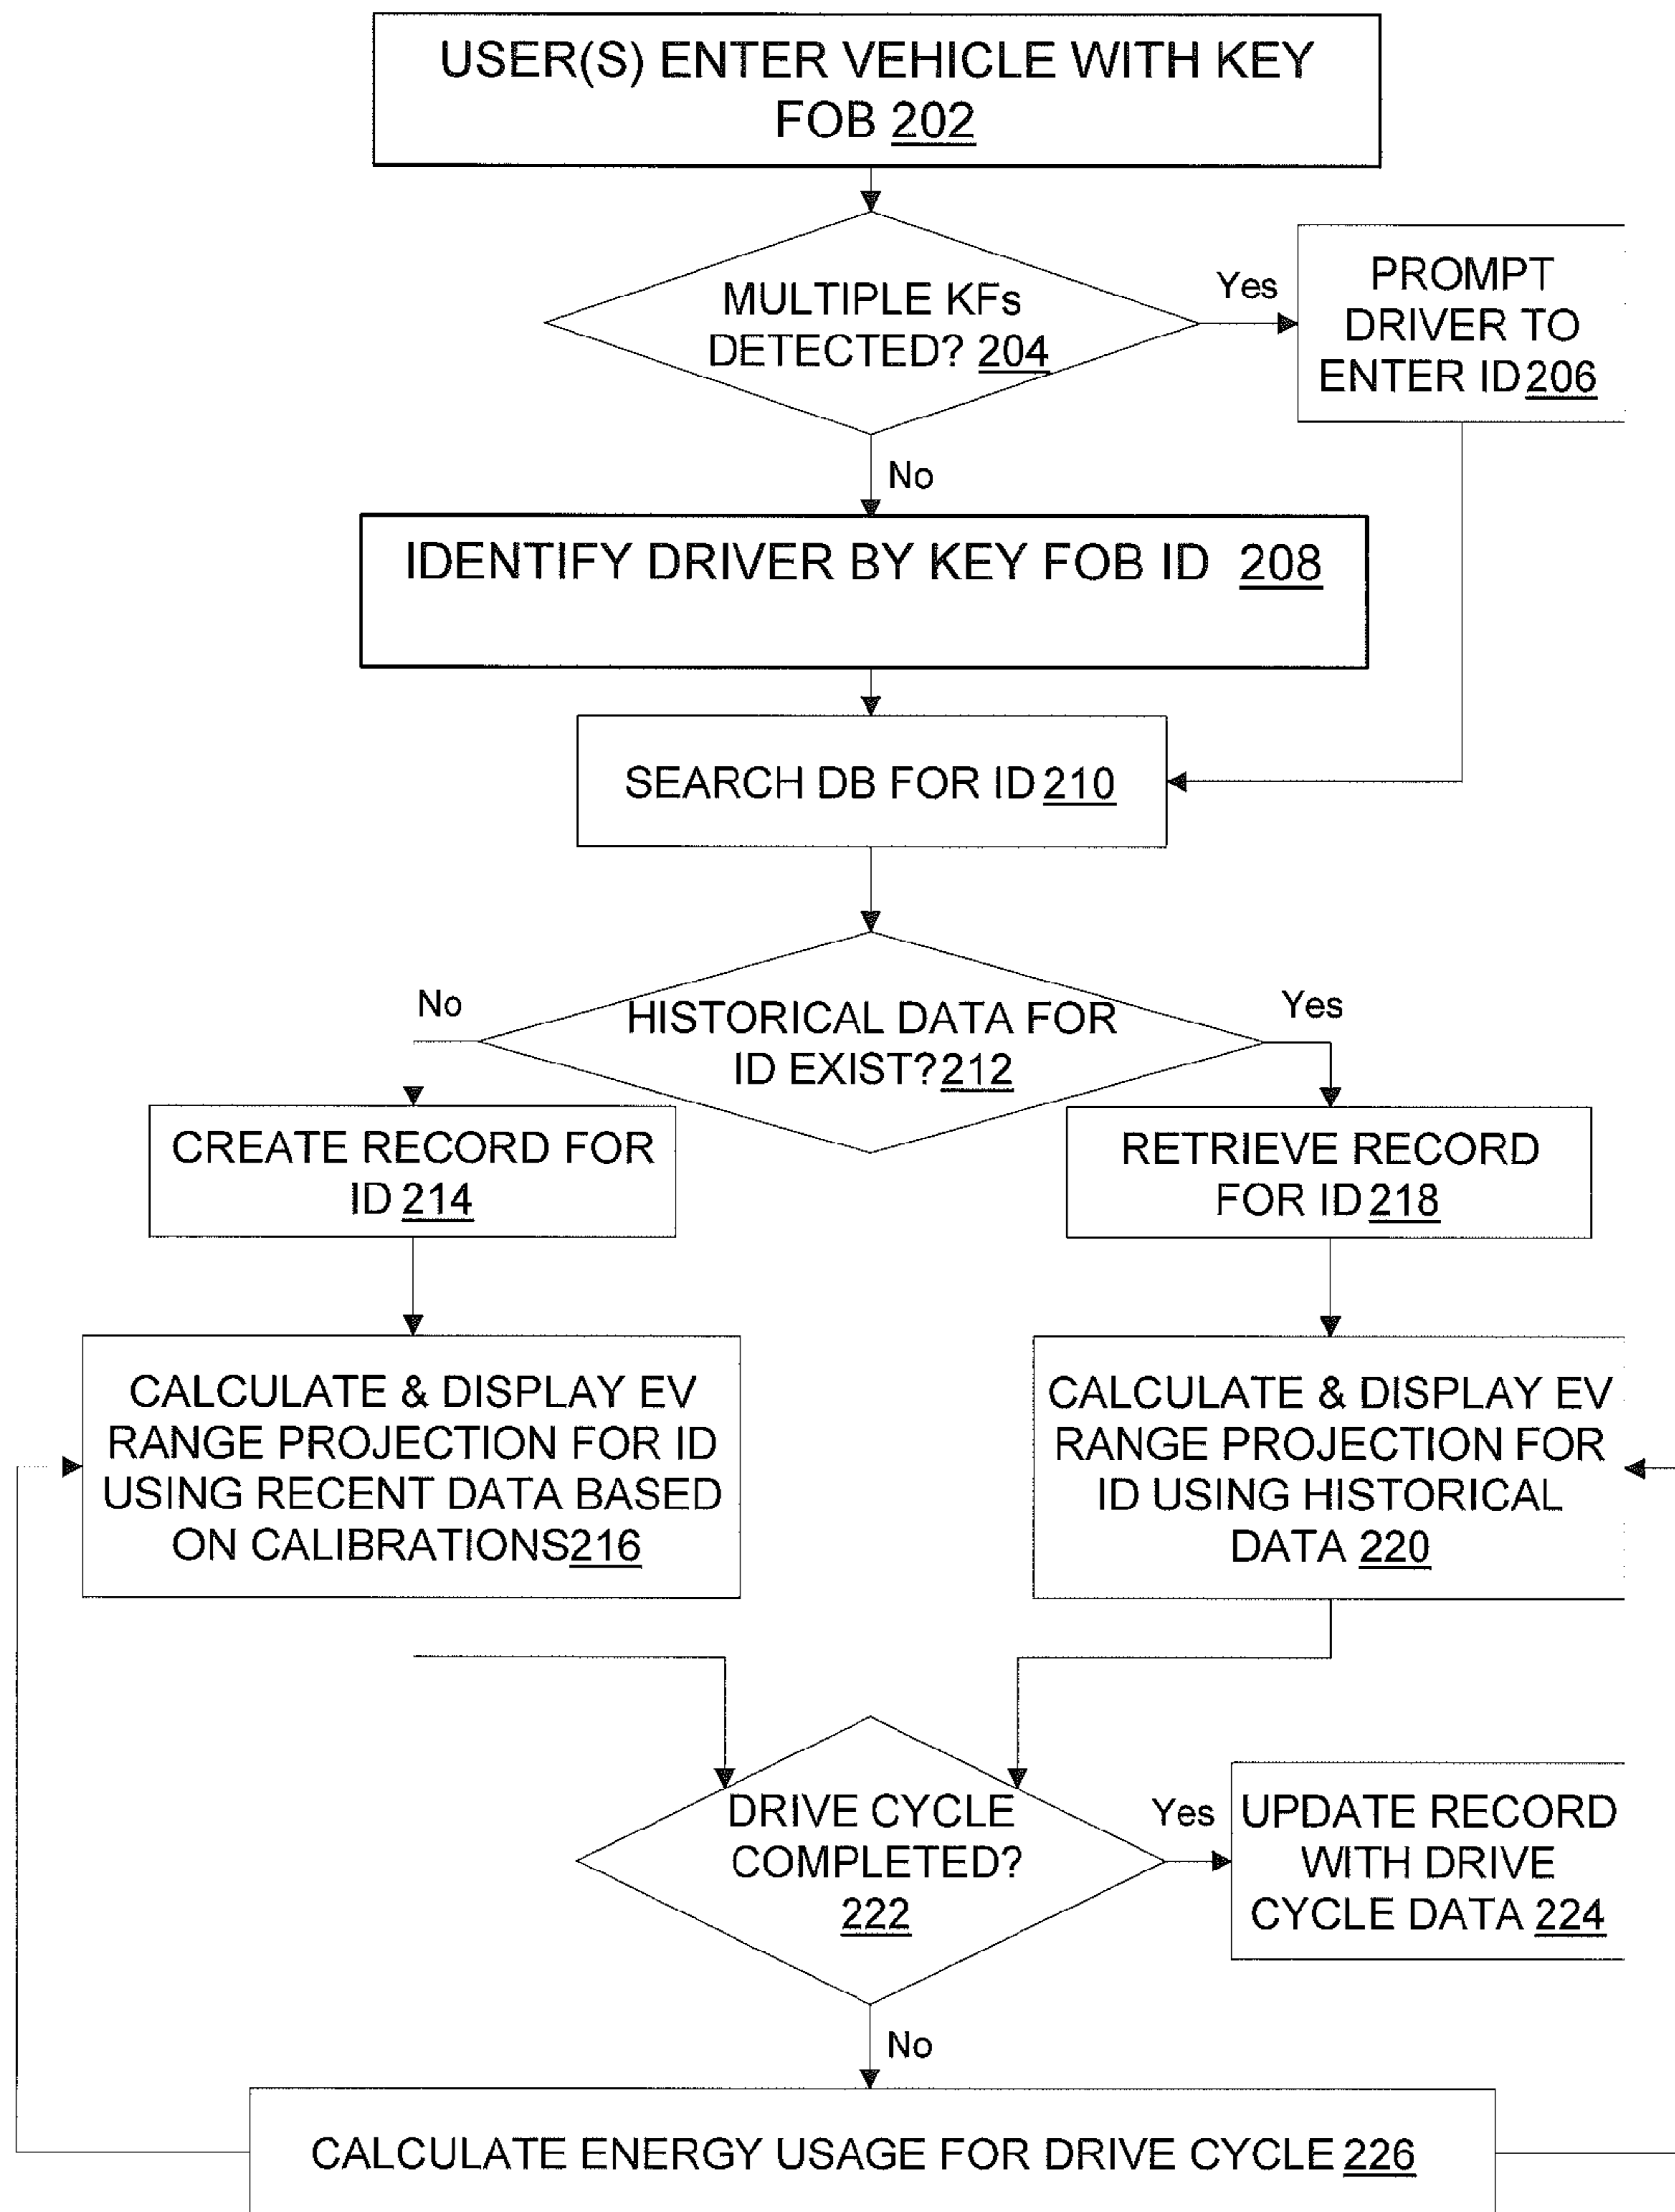 USER(S) ENTER VEHICLE WITH KEY
FOB 202
MULTIPLE KFs
DETECTED? 204
Yes
PROMPT
DRIVER TO
ENTER ID 206
No
IDENTIFY DRIVER BY KEY FOB ID 208
SEARCH DB FOR ID 210
No
HISTORICAL DATA FOR
ID EXIST? 212
Yes
CREATE RECORD FOR
ID 214
RETRIEVE RECORD
FOR ID 218
CALCULATE & DISPLAY EV
RANGE PROJECTION FOR ID
USING RECENT DATA BASED
ON CALIBRATIONS 216
CALCULATE & DISPLAY EV
RANGE PROJECTION FOR
ID USING HISTORICAL
DATA 220
DRIVE CYCLE
COMPLETED?
222
Yes
UPDATE RECORD
WITH DRIVE
CYCLE DATA 224
No
CALCULATE ENERGY USAGE FOR DRIVE CYCLE 226